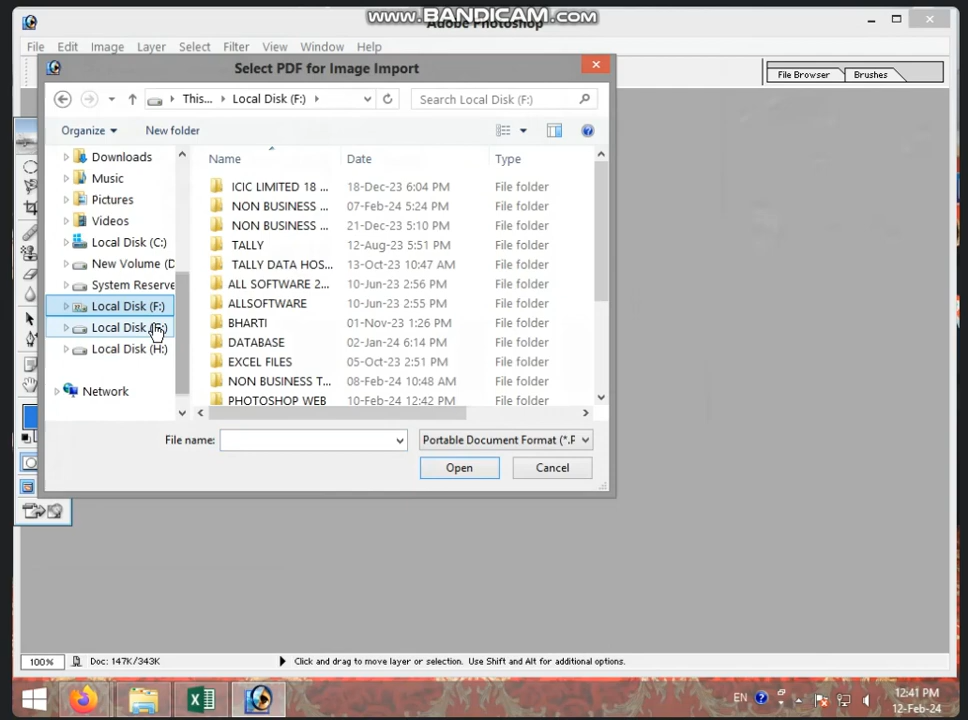 WWW.BANDICAM.COM
Adobe Photoshop
File Edit Image Layer Select Filter View Window Help
Select PDF for Image Import
File Browser Brushes
This... Local Disk (F:) Search Local Disk (F:)
Organize New folder
Name Date Type
Downloads
Music
Pictures
Videos
Local Disk (C:)
New Volume (D
System Reserve
Local Disk (F:)
Local Disk
Local Disk (H:)
Network
ICIC LIMITED 18 ... 18-Dec-23 6:04 PM File folder
NON BUSINESS ... 07-Feb-24 5:24 PM File folder
NON BUSINESS ... 21-Dec-23 5:10 PM File folder
TALLY 12-Aug-23 5:51 PM File folder
TALLY DATA HOS... 13-Oct-23 10:47 AM File folder
ALL SOFTWARE 2... 10-Jun-23 2:56 PM File folder
ALLSOFTWARE 10-Jun-23 2:55 PM File folder
BHARTI 01-Nov-23 1:26 PM File folder
DATABASE 02-Jan-24 6:14 PM File folder
EXCEL FILES 05-Oct-23 2:51 PM File folder
NON BUSINESS T... 08-Feb-24 10:48 AM File folder
PHOTOSHOP WEB 10-Feb-24 12:42 PM File folder
File name: Portable Document Format (*.P
Open Cancel
100% Doc: 147K/343K Click and drag to move layer or selection. Use Shift and Alt for additional options.
EN 12:41 PM
12-Feb-24